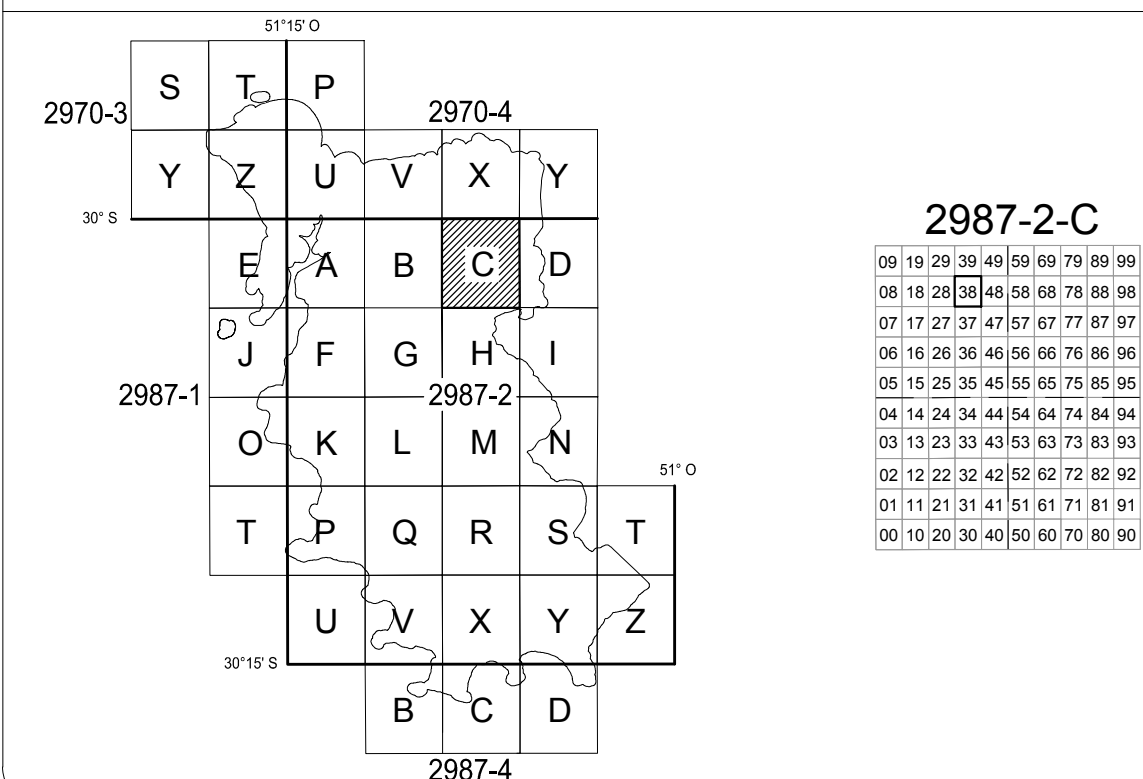 51°15' O
S T P
2970-3 2970-4
Y Z U V X Y
30° S
E A B C D
J F G H I
2987-1 2987-2
O K L M N
51° O
T P Q R S T
U V X Y Z
30°15' S
B C D
2987-4
2987-2-C
09 19 29 39 49 59 69 79 89 99
08 18 28 38 48 58 68 78 88 98
07 17 27 37 47 57 67 77 87 97
06 16 26 36 46 56 66 76 86 96
05 15 25 35 45 55 65 75 85 95
04 14 24 34 44 54 64 74 84 94
03 13 23 33 43 53 63 73 83 93
02 12 22 32 42 52 62 72 82 92
01 11 21 31 41 51 61 71 81 91
00 10 20 30 40 50 60 70 80 90